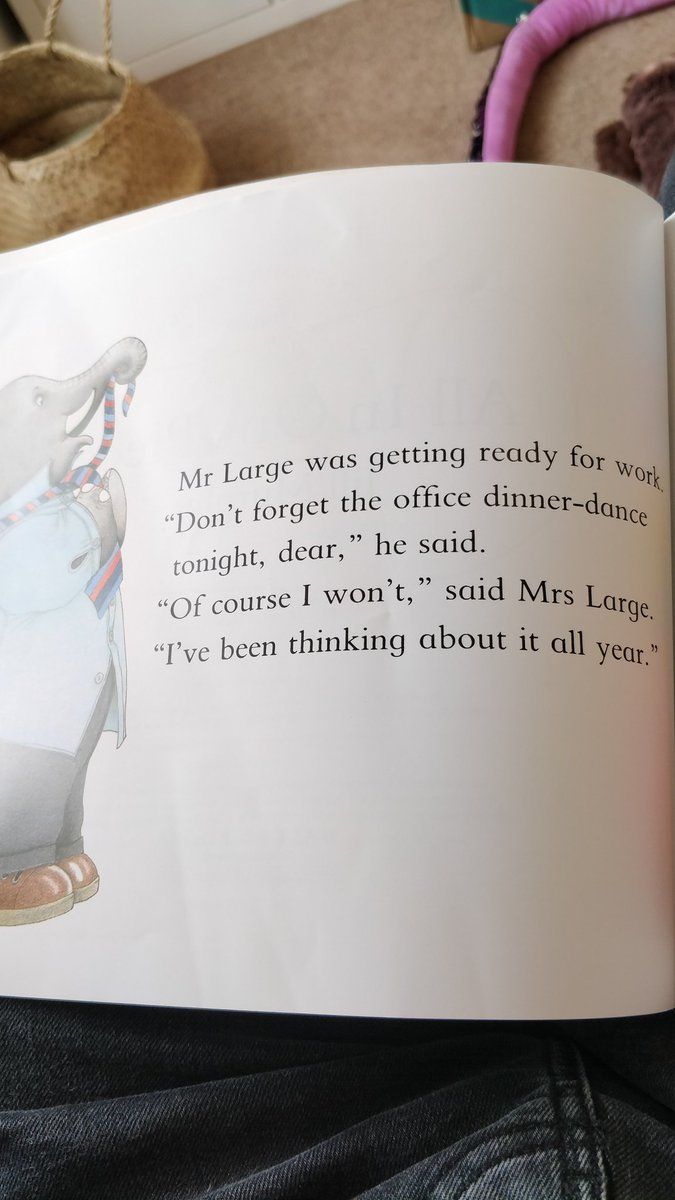 Mr Large was getting ready for work.
“Don’t forget the office dinner-dance
tonight, dear,” he said.
“Of course I won’t,” said Mrs Large.
“I’ve been thinking about it all year.”